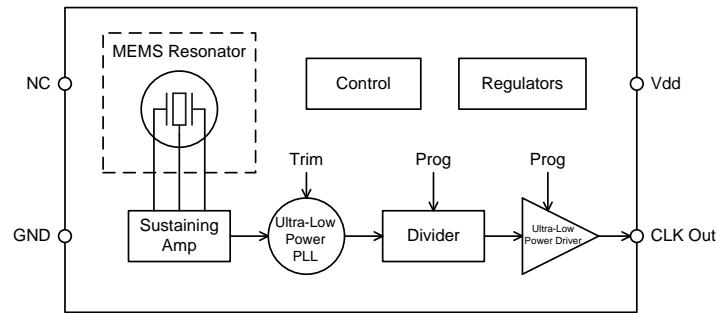 MEMS Resonator
NC
Control
Regulators
Vdd
Trim
Prog
Prog
GND
Sustaining
Amp
Ultra-Low
Power
PLL
Divider
Ultra-Low
Power Driver
CLK Out